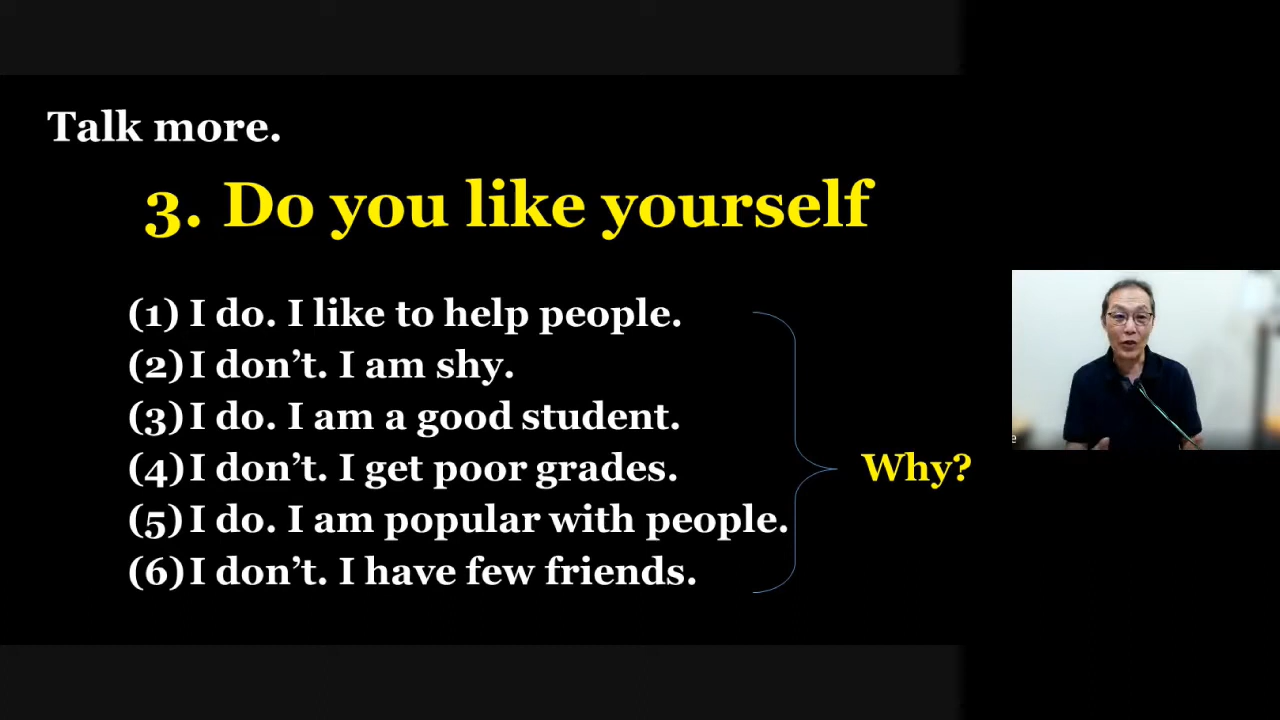 Talk more.
3. Do you like yourself
(1) I do. I like to help people.
(2) I don’t. I am shy.
(3) I do. I am a good student.
(4) I don’t. I get poor grades.
Why?
(5) I do. I am popular with people.
(6) I don’t. I have few friends.